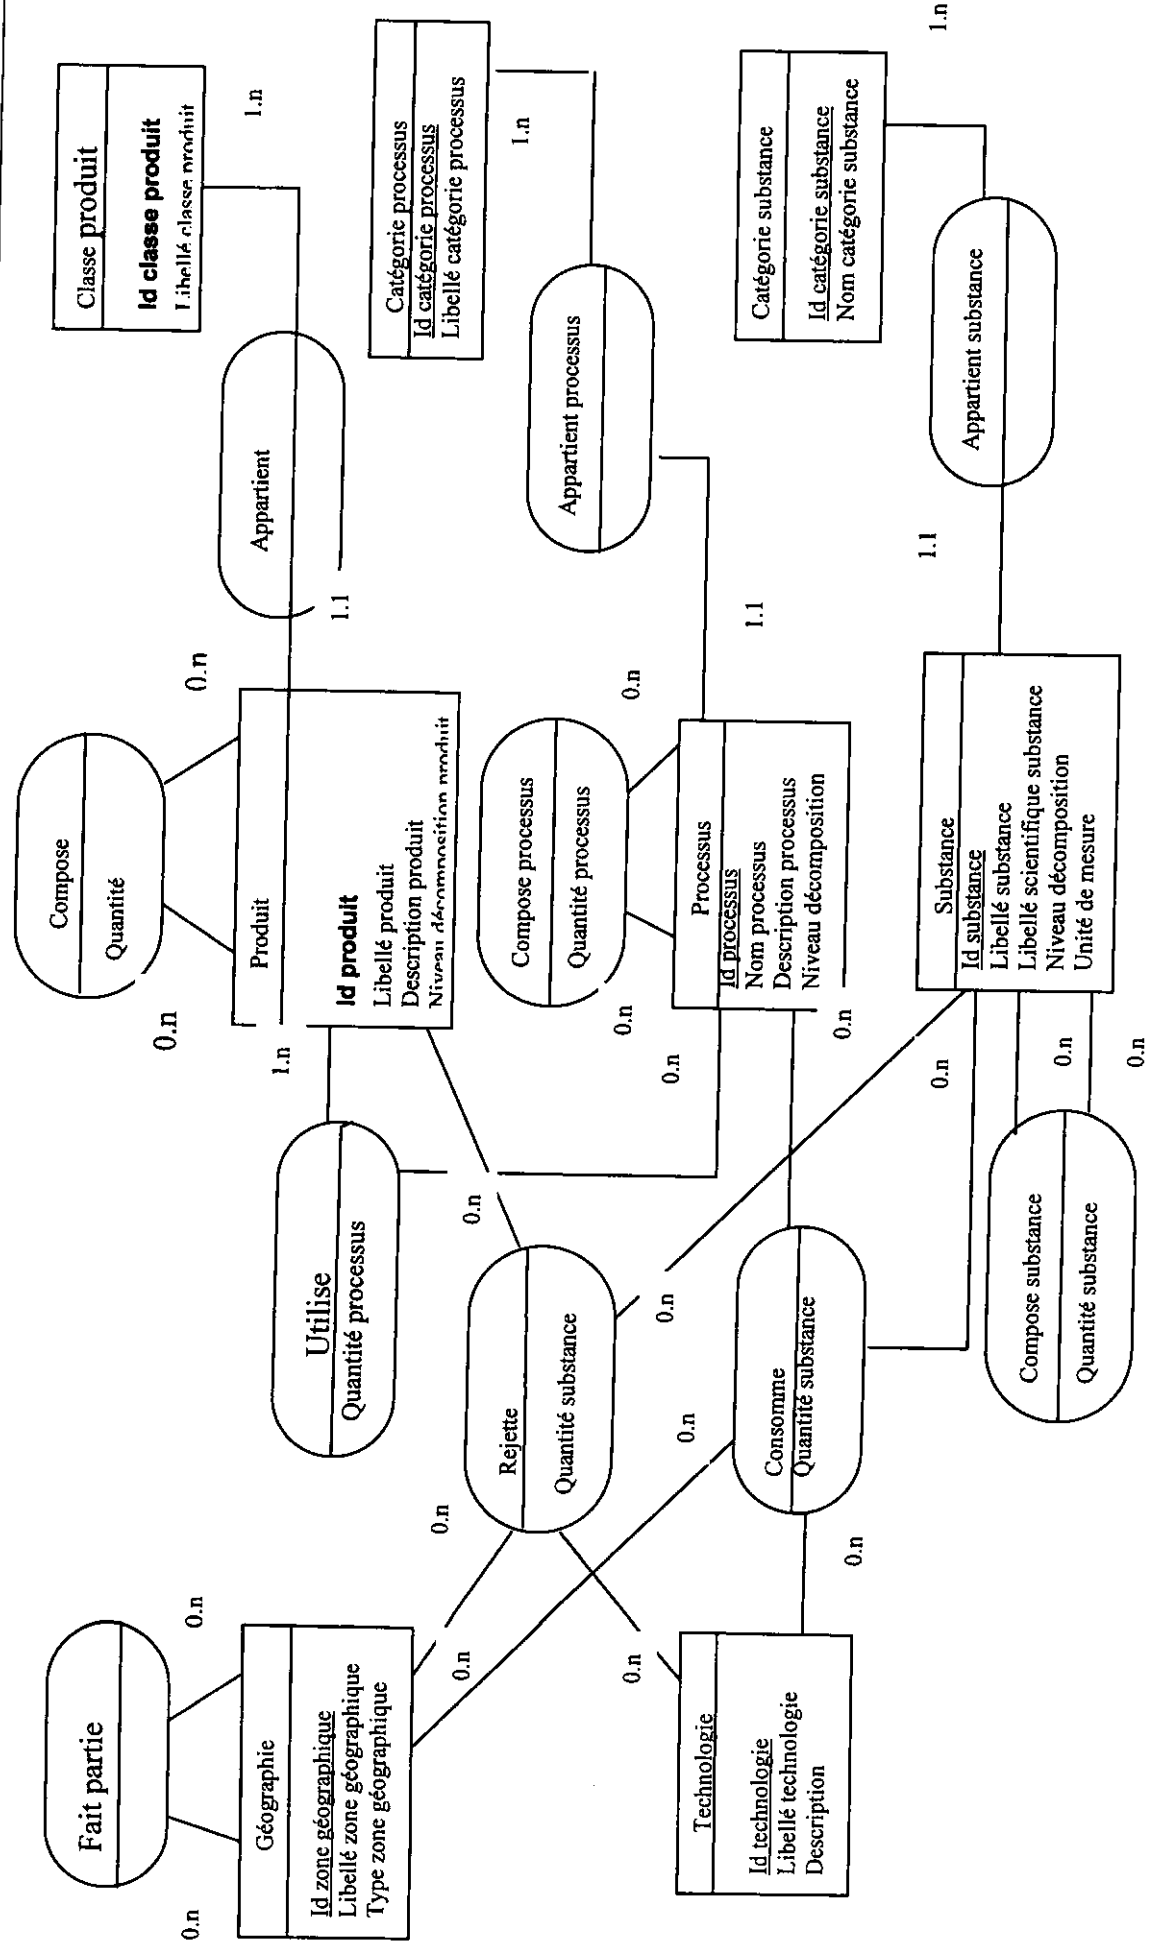 Fait partie
0.n
0.n
Géographie
Id zone géographique
Libellé zone géographique
Type zone géographique
0.n
0.n
Technologie
Id technologie
Libellé technologie
Description
0.n
0.n
Utilise
Quantité processus
Rejette
Quantité substance
0.n
0.n
Consomme
Quantité substance
0.n
Compose substance
Quantité substance
0.n
0.n
0.n
Compose
Quantité
0.n
0.n
Produit
Id produit
Libellé produit
Description produit
Niveau décomposition produit
1.n
1.1
Compose processus
Quantité processus
0.n
0.n
Processus
Id processus
Nom processus
Description processus
Niveau décomposition
0.n
0.n
1.1
Substance
Id substance
Libellé substance
Libellé scientifique substance
Niveau décomposition
Unité de mesure
1.1
Appartient
Appartient processus
Appartient substance
Classe produit
Id classe produit
Libellé classe produit
1.n
Catégorie processus
Id catégorie processus
Libellé catégorie processus
1.n
Catégorie substance
Id catégorie substance
Nom catégorie substance
1.n